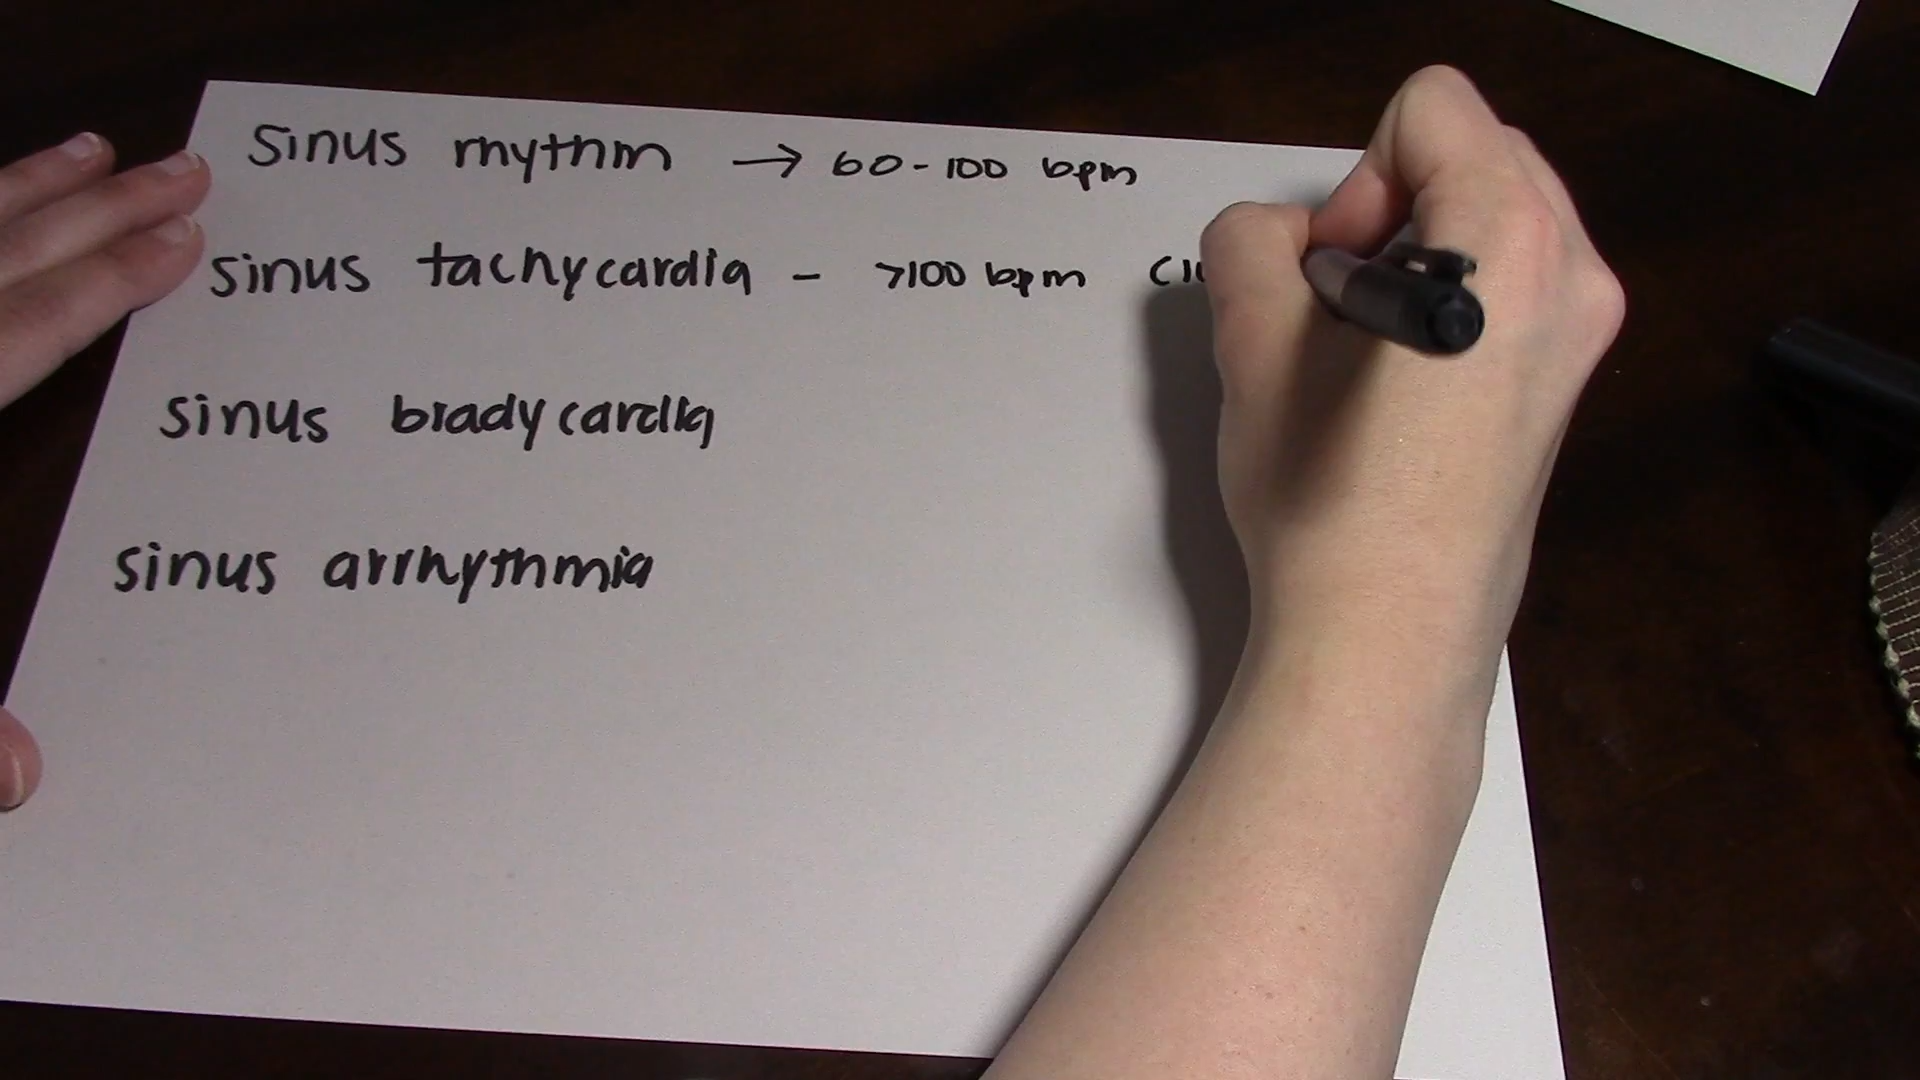 sinus rhythm → 60-100 bpm
sinus tachycardia - >100 bpm
sinus bradycardia
sinus arrhythmia